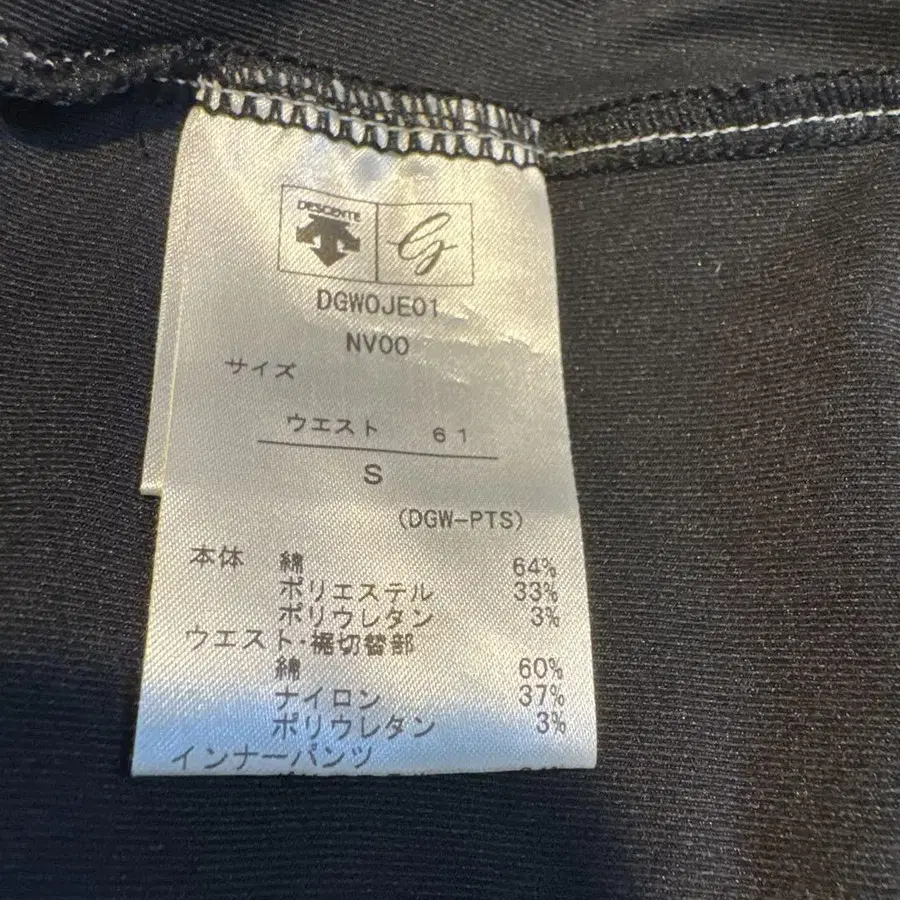 DESCENTE
DGWOJE01
NV00
サイズ
ウエスト 61
S
(DGW-PTS)
本体 綿 64%
ポリエステル 33%
ポリウレタン 3%
ウエスト・裾切替部
綿 60%
ナイロン 37%
ポリウレタン 3%
インナーパンツ